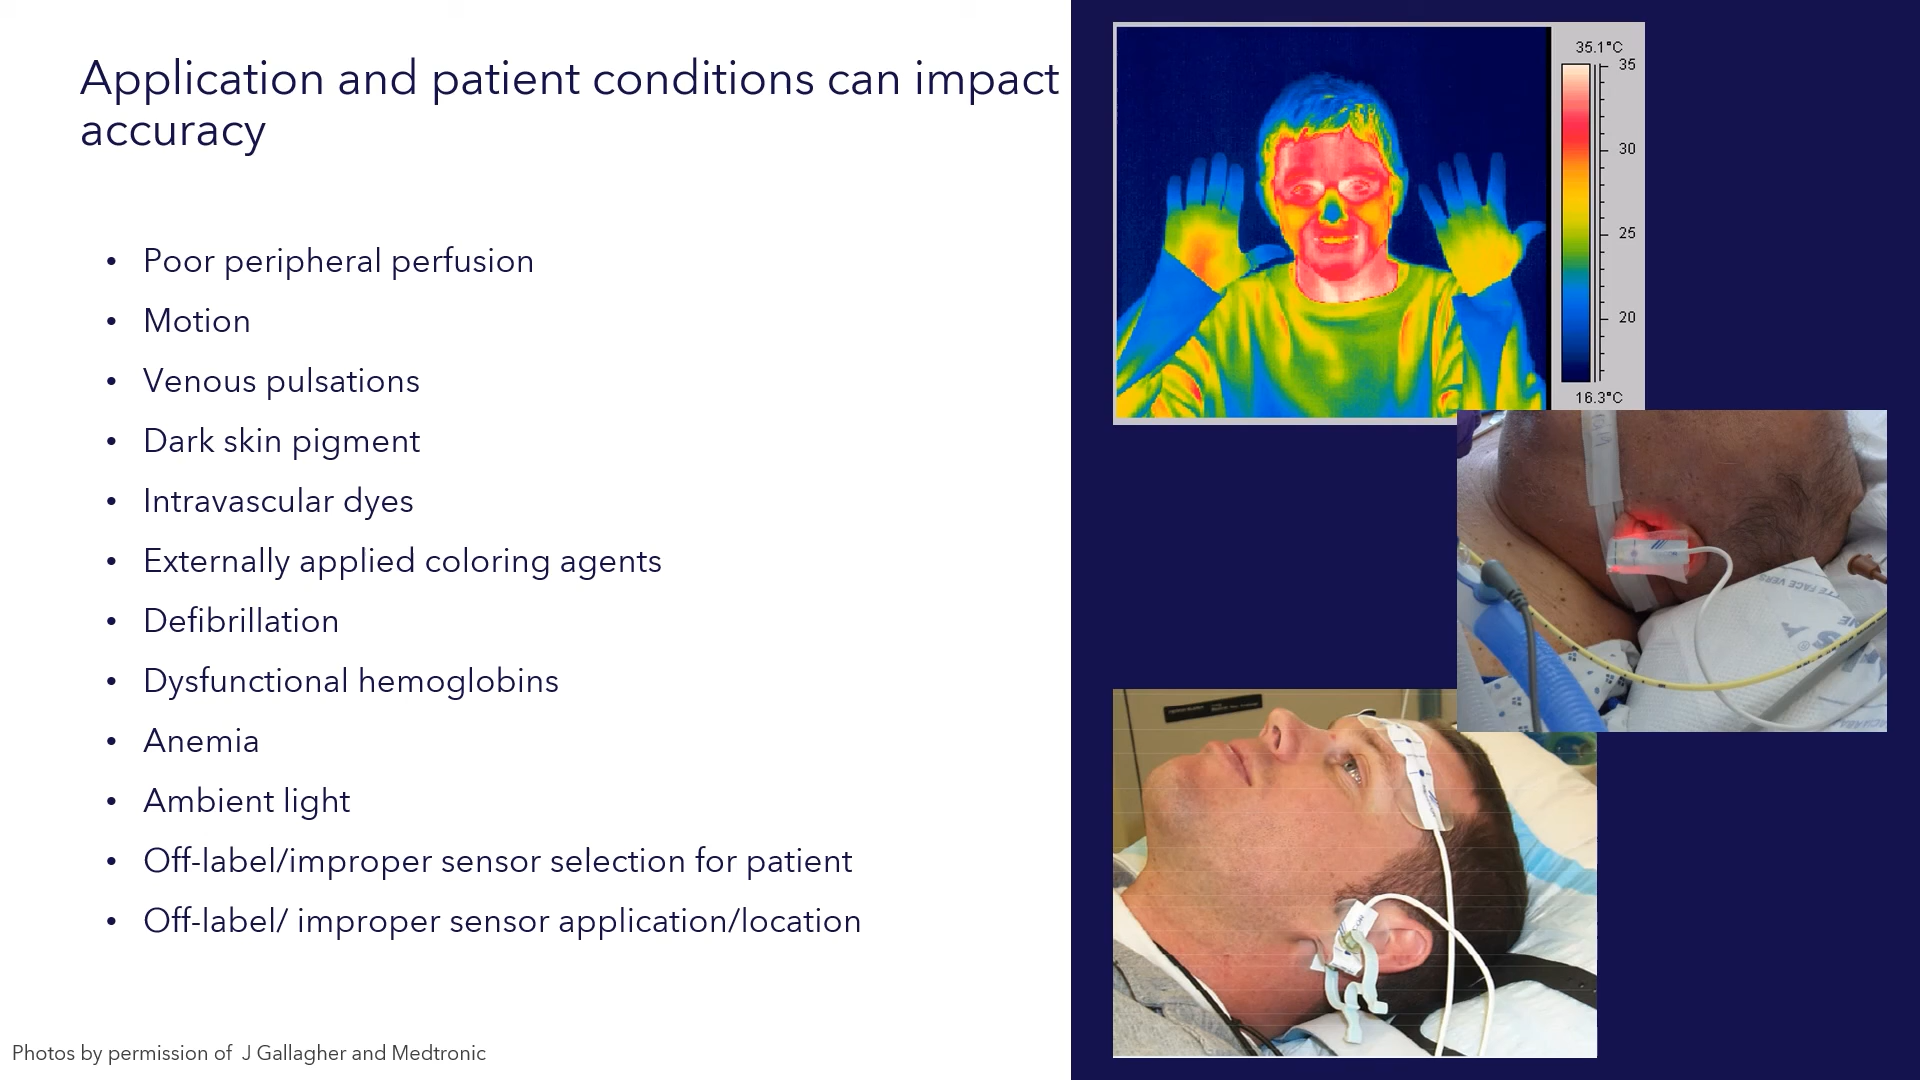 Application and patient conditions can impact
accuracy
• Poor peripheral perfusion
• Motion
• Venous pulsations
• Dark skin pigment
• Intravascular dyes
• Externally applied coloring agents
• Defibrillation
• Dysfunctional hemoglobins
• Anemia
• Ambient light
• Off-label/improper sensor selection for patient
• Off-label/ improper sensor application/location
Photos by permission of J Gallagher and Medtronic
35.1°C
35
30
25
20
16.3°C